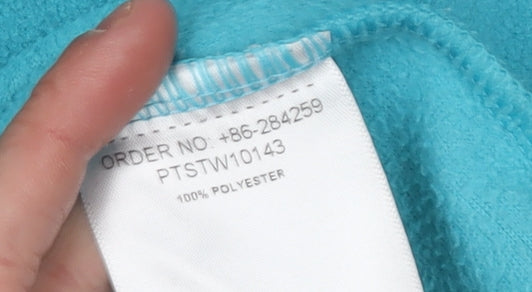 ORDER NO: +86-284259
PTSTW10143
100% POLYESTER